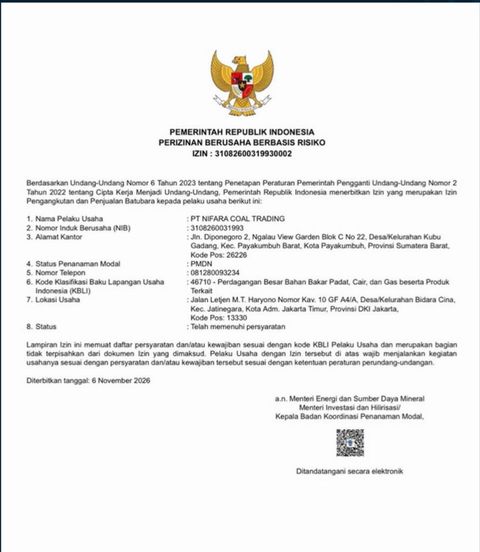 PEMERINTAH REPUBLIK INDONESIA
PERIZINAN BERUSAHA BERBASIS RISIKO
IZIN : 31082600319930002
Berdasarkan Undang-Undang Nomor 6 Tahun 2023 tentang Penetapan Peraturan Pemerintah Pengganti Undang-Undang Nomor 2
Tahun 2022 tentang Cipta Kerja Menjadi Undang-Undang, Pemerintah Republik Indonesia menerbitkan Izin yang merupakan Izin
Pengangkutan dan Penjualan Batubara kepada pelaku usaha berikut ini:
1. Nama Pelaku Usaha : PT NIFARA COAL TRADING
2. Nomor Induk Berusaha (NIB) : 3108260031993
3. Alamat Kantor : Jln. Diponegoro 2, Ngalau View Garden Blok C No 22, Desa/Kelurahan Kubu
Gadang, Kec. Payakumbuh Barat, Kota Payakumbuh, Provinsi Sumatera Barat,
Kode Pos: 26226
4. Status Penanaman Modal : PMDN
5. Nomor Telepon : 081280093234
6. Kode Klasifikasi Baku Lapangan Usaha : 46710 - Perdagangan Besar Bahan Bakar Padat, Cair, dan Gas beserta Produk
Indonesia (KBLI) Terkait
7. Lokasi Usaha : Jalan Letjen M.T. Haryono Nomor Kav. 10 GF A4/A, Desa/Kelurahan Bidara Cina,
Kec. Jatinegara, Kota Adm. Jakarta Timur, Provinsi DKI Jakarta,
Kode Pos: 13330
8. Status : Telah memenuhi persyaratan
Lampiran Izin ini memuat daftar persyaratan dan/atau kewajiban sesuai dengan kode KBLI Pelaku Usaha dan merupakan bagian
tidak terpisahkan dari dokumen Izin yang dimaksud. Pelaku Usaha dengan Izin tersebut di atas wajib menjalankan kegiatan
usahanya sesuai dengan persyaratan dan/atau kewajiban tersebut sesuai dengan ketentuan peraturan perundang-undangan.
Diterbitkan tanggal: 6 November 2026
a.n. Menteri Energi dan Sumber Daya Mineral
Menteri Investasi dan Hilirisasi/
Kepala Badan Koordinasi Penanaman Modal,
Ditandatangani secara elektronik